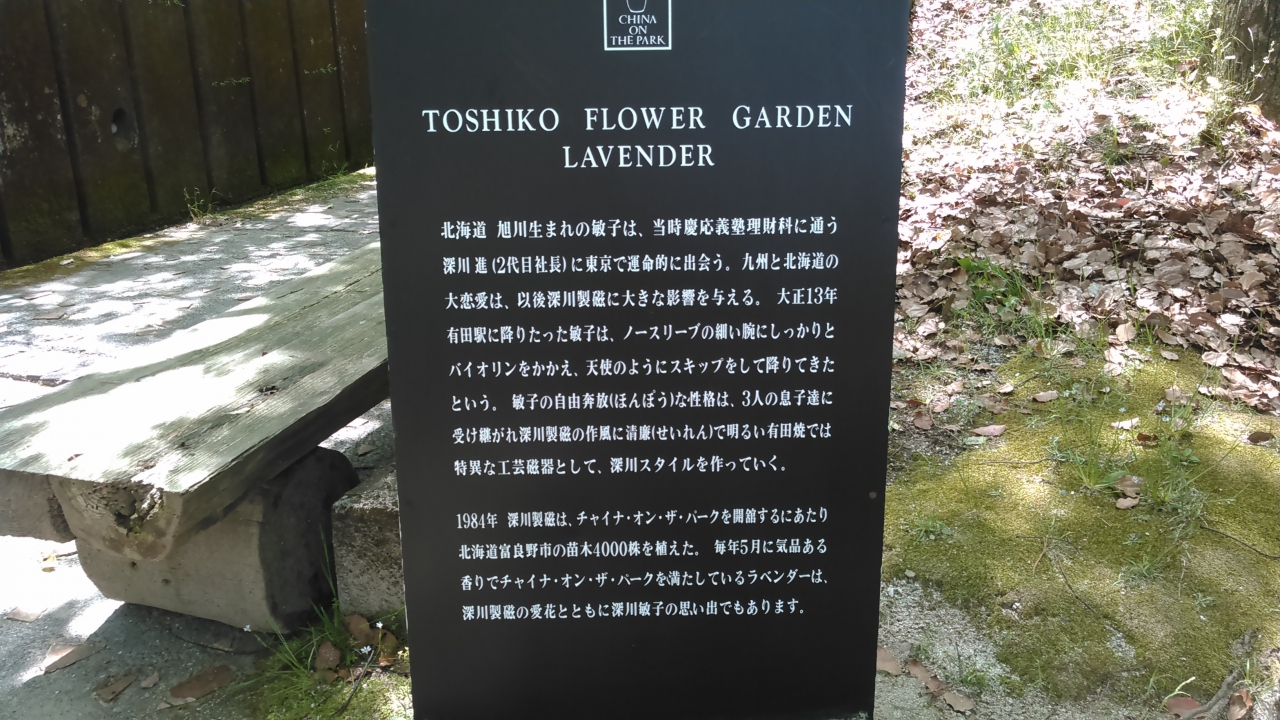 CHINA
ON
THE PARK
TOSHIKO FLOWER GARDEN
LAVENDER
北海道 旭川生まれの敏子は、当時慶応義塾理財科に通う
深川 進 (2代目社長) に東京で運命的に出会う。九州と北海道の
大恋愛は、以後深川製磁に大きな影響を与える。 大正13年
有田駅に降りたった敏子は、ノースリーブの細い腕にしっかりと
バイオリンをかかえ、天使のようにスキップをして降りてきた
という。 敏子の自由奔放(ほんぽう)な性格は、3人の息子達に
受け継がれ深川製磁の作風に清廉(せいれん)で明るい有田焼では
特異な工芸磁器として、深川スタイルを作っていく。
1984年 深川製磁は、チャイナ・オン・ザ・パークを開舘するにあたり
北海道富良野市の苗木4000株を植えた。 毎年5月に気品ある
香りでチャイナ・オン・ザ・パークを満たしているラベンダーは、
深川製磁の愛花とともに深川敏子の思い出でもあります。